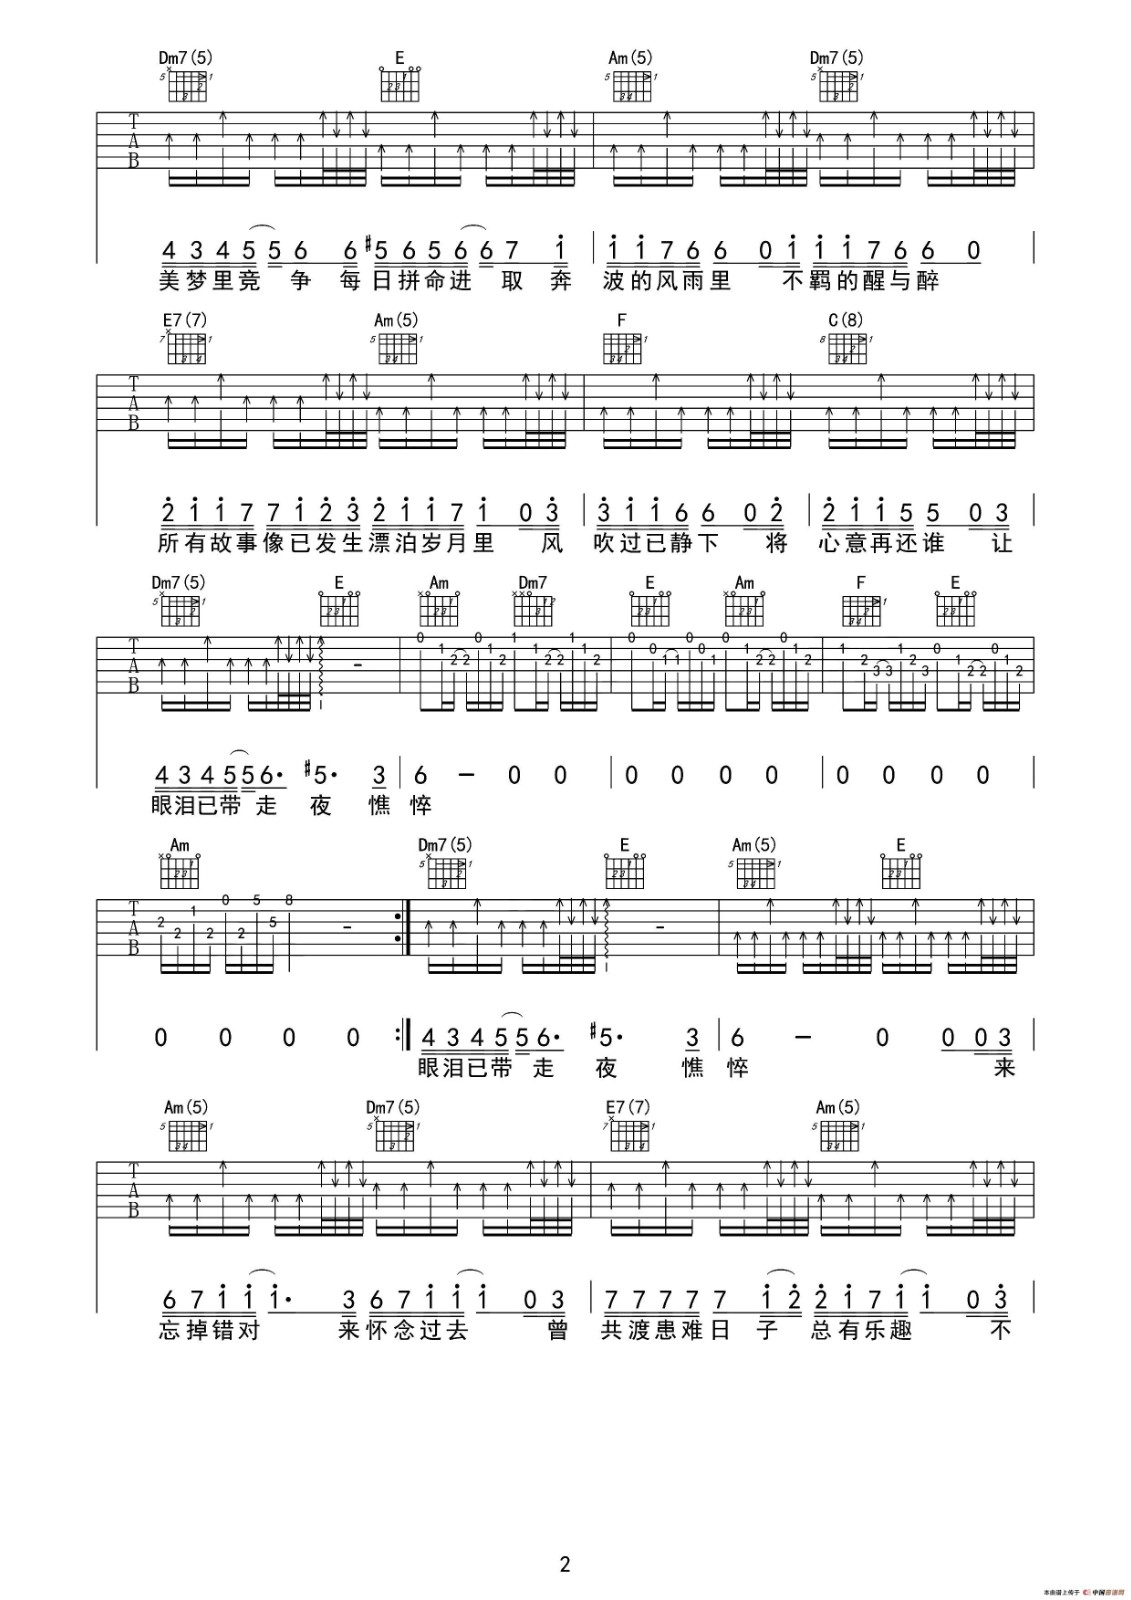 Dm7(5) E Am(5) Dm7(5)
T
A
B
4 3 4 5 5 6 6 #5 6 5 6 6 7 i i i 7 6 6 0 i i i 7 6 6 0
美梦里竞 争 每日拼命进 取 奔 波的风雨里 不羁的醒与醉
E7(7) Am(5) F C(8)
T
A
B
2̇ i i 7 7 i 2̇ 3̇ 2̇ i i 7 i 0 3̇ 3̇ i i 6 6 0 2̇ 2̇ i i 5 5 0 3
所有故事像已发生漂泊岁月里 风 吹过已静下 将 心意再还谁 让
Dm7(5) E Am Dm7 E Am F E
T
A
B
4 3 4 5 5 6· #5· 3 6 – 0 0 0 0 0 0 0 0 0 0
眼泪已带 走 夜 憔 悴
Am Dm7(5) E Am(5) E
T
A
B
0 0 0 0 4 3 4 5 5 6· #5· 3 6 – 0 0 0 3
眼泪已带 走 夜 憔 悴 来
Am(5) Dm7(5) E7(7) Am(5)
T
A
B
6 7 i i i· 3 6 7 i i i 0 3 7 7 7 7 7 i 2̇ 2̇ i 7 i i 0 3̇
忘掉错对 来怀念过去 曾 共渡患难日 子 总有乐趣 不
2
本曲谱上传于 中国曲谱网